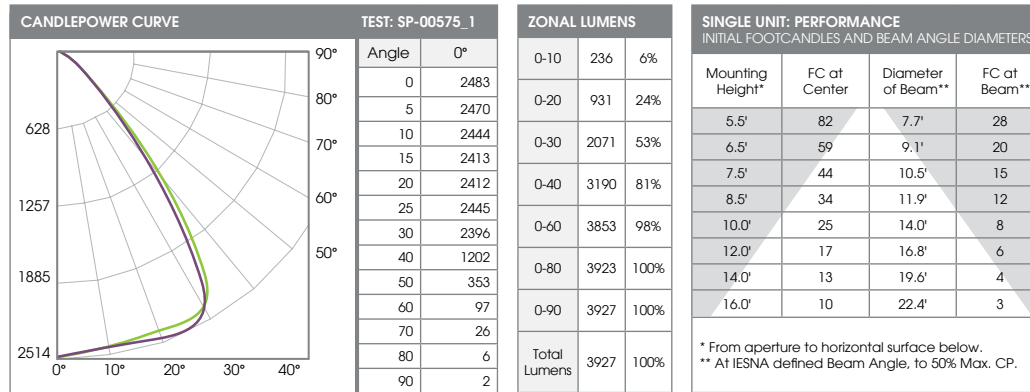 CANDLEPOWER CURVE
TEST: SP-00575_1
90°
80°
70°
60°
50°
628
1257
1885
2514
0° 10° 20° 30° 40°
Angle 0°
0 2483
5 2470
10 2444
15 2413
20 2412
25 2445
30 2396
40 1202
50 353
60 97
70 26
80 6
90 2
ZONAL LUMENS
0-10 236 6%
0-20 931 24%
0-30 2071 53%
0-40 3190 81%
0-60 3853 98%
0-80 3923 100%
0-90 3927 100%
Total
Lumens 3927 100%
SINGLE UNIT: PERFORMANCE
INITIAL FOOTCANDLES AND BEAM ANGLE DIAMETERS
Mounting FC at Diameter FC at
Height* Center of Beam** Beam**
5.5' 82 7.7' 28
6.5' 59 9.1' 20
7.5' 44 10.5' 15
8.5' 34 11.9' 12
10.0' 25 14.0' 8
12.0' 17 16.8' 6
14.0' 13 19.6' 4
16.0' 10 22.4' 3
* From aperture to horizontal surface below.
** At IESNA defined Beam Angle, to 50% Max. CP.